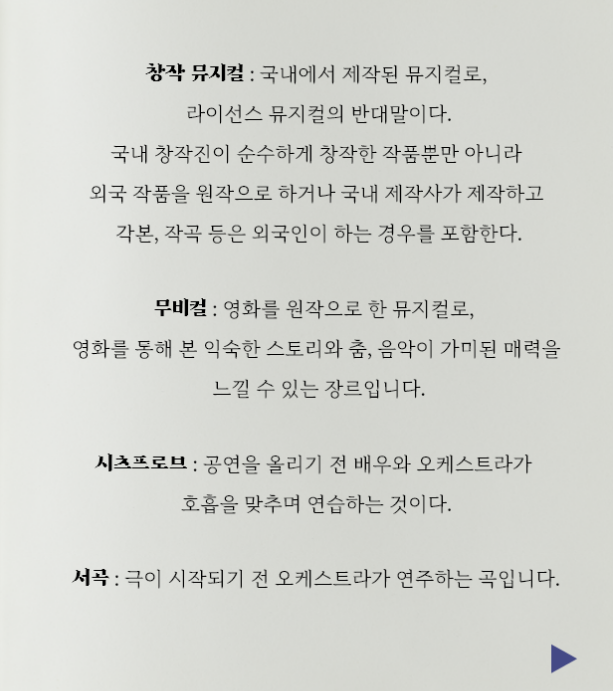 창작 뮤지컬 : 국내에서 제작된 뮤지컬로,
라이선스 뮤지컬의 반대말이다.
국내 창작진이 순수하게 창작한 작품뿐만 아니라
외국 작품을 원작으로 하거나 국내 제작사가 제작하고
각본, 작곡 등은 외국인이 하는 경우를 포함한다.
무비컬 : 영화를 원작으로 한 뮤지컬로,
영화를 통해 본 익숙한 스토리와 춤, 음악이 가미된 매력을
느낄 수 있는 장르입니다.
시츠프로브 : 공연을 올리기 전 배우와 오케스트라가
호흡을 맞추며 연습하는 것이다.
서곡 : 극이 시작되기 전 오케스트라가 연주하는 곡입니다.